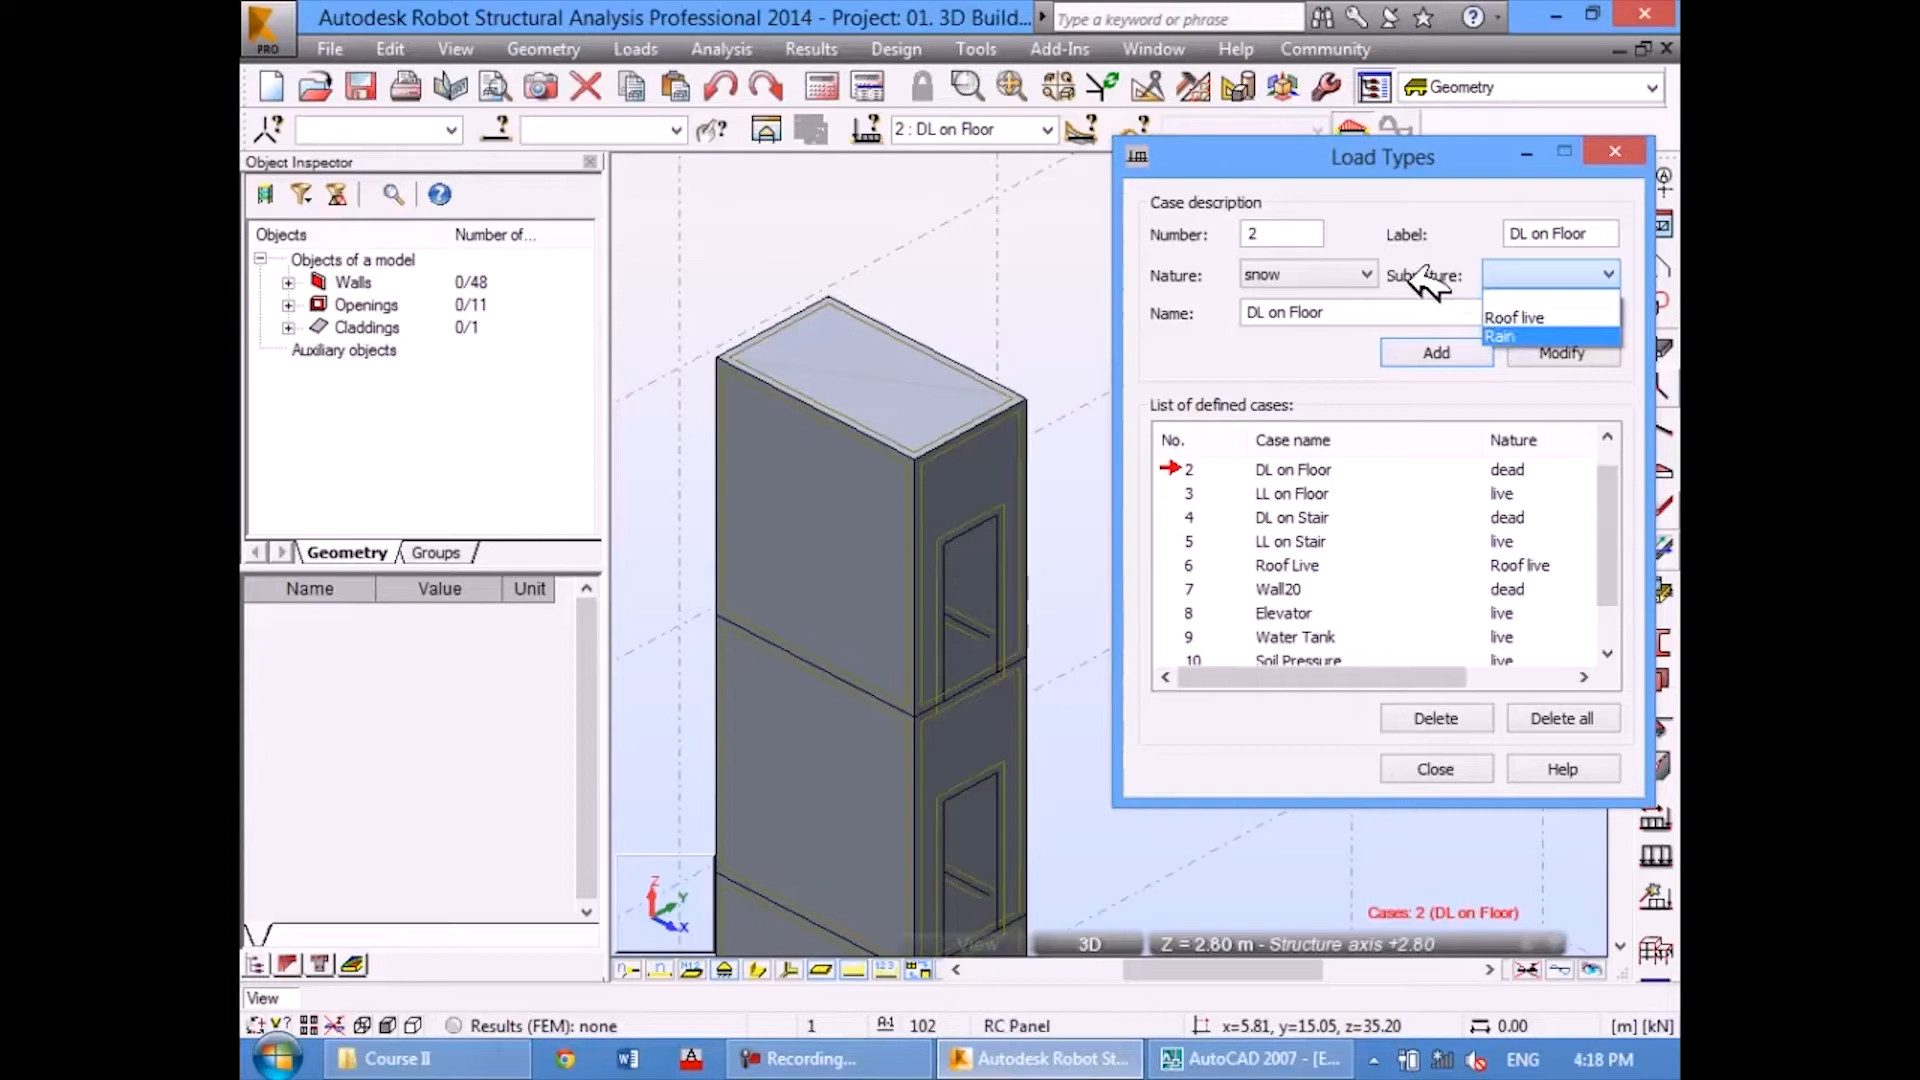 PRO
Autodesk Robot Structural Analysis Professional 2014 - Project: 01. 3D Build...
Type a keyword or phrase
File Edit View Geometry Loads Analysis Results Design Tools Add-Ins Window Help Community
Geometry
2 : DL on Floor
Object Inspector
Objects Number of...
Objects of a model
Walls 0/48
Openings 0/11
Claddings 0/1
Auxiliary objects
Geometry Groups
Name Value Unit
Load Types
Case description
Number: 2 Label: DL on Floor
Nature: snow
Name: DL on Floor
Roof live
Rain
Add Modify
List of defined cases:
No. Case name Nature
2 DL on Floor dead
3 LL on Floor live
4 DL on Stair dead
5 LL on Stair live
6 Roof Live Roof live
7 Wall20 dead
8 Elevator live
9 Water Tank live
10 Soil Pressure live
Delete Delete all
Close Help
Z
Y
X
Cases: 2 (DL on Floor)
View 3D Z = 2.80 m - Structure axis +2.80
View
Results (FEM): none 1 102 RC Panel x=5.81, y=15.05, z=35.20 0.00 [m] [kN]
Course II Recording... Autodesk Robot St... AutoCAD 2007 - [E... ENG 4:18 PM